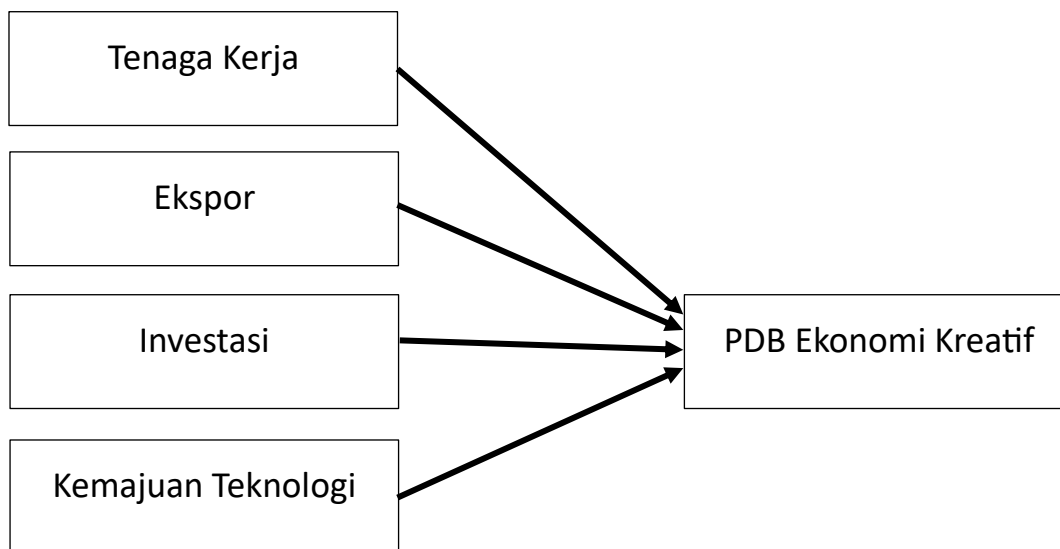 Tenaga Kerja
Ekspor
Investasi
PDB Ekonomi Kreatif
Kemajuan Teknologi